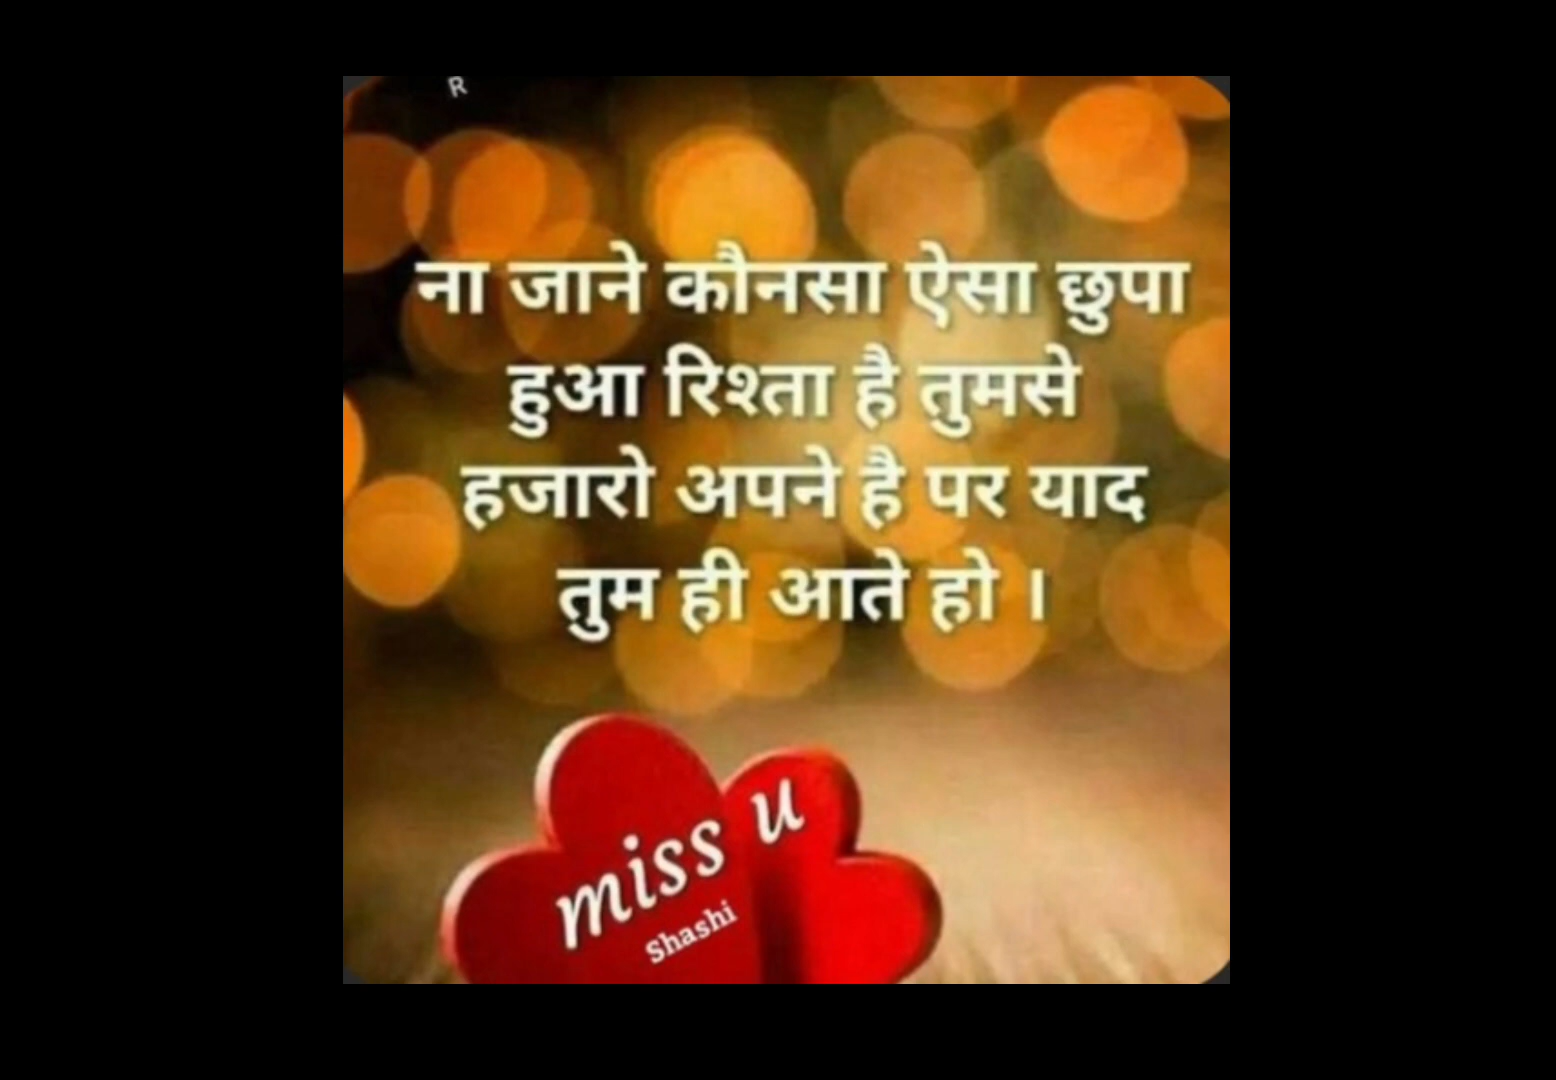 R
ना जाने कौनसा ऐसा छुपा
हुआ रिश्ता है तुमसे
हजारो अपने है पर याद
तुम ही आते हो ।
miss u
Shashi